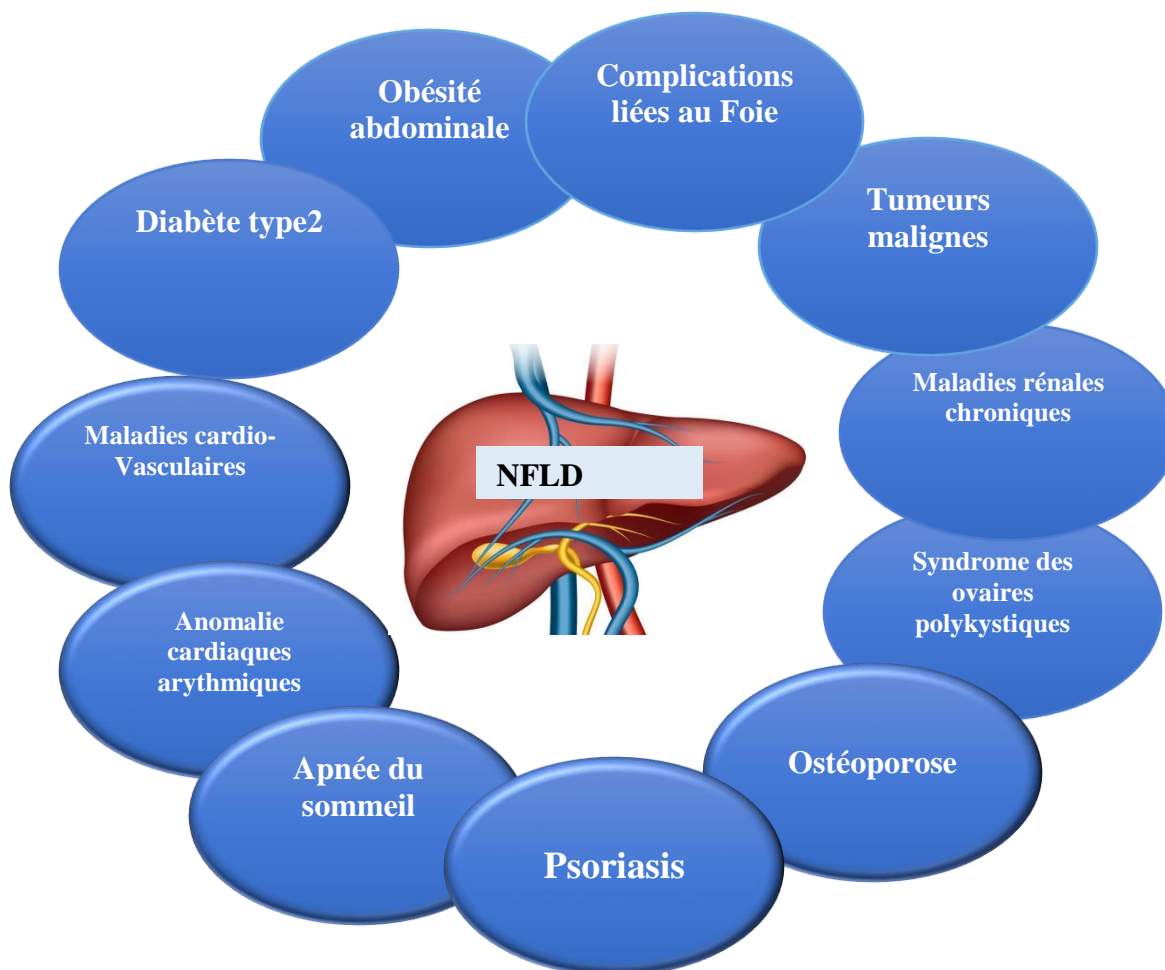 Complications
liées au Foie
Obésité
abdominale
Tumeurs
malignes
Diabète type2
Maladies rénales
chroniques
Maladies cardio-
Vasculaires
NFLD
Syndrome des
ovaires
polykystiques
Anomalie
cardiaques
arythmiques
Ostéoporose
Apnée du
sommeil
Psoriasis